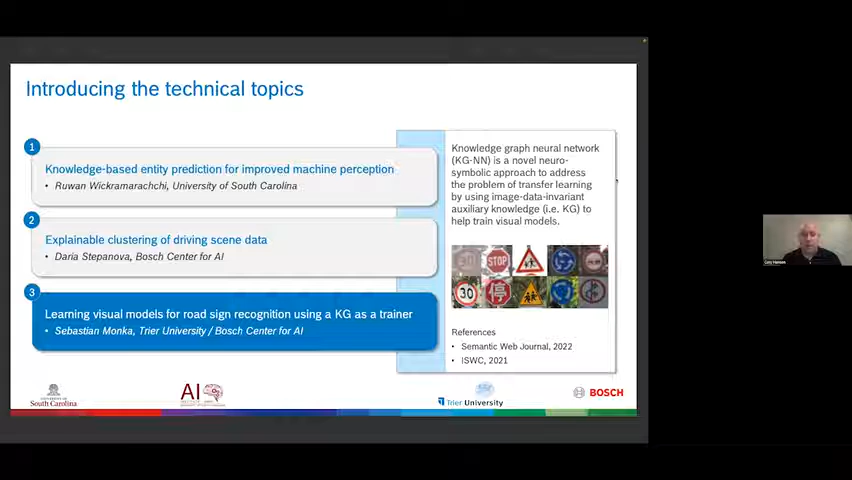 Introducing the technical topics
1
Knowledge-based entity prediction for improved machine perception
• Ruwan Wickramarachchi, University of South Carolina
2
Explainable clustering of driving scene data
• Daria Stepanova, Bosch Center for AI
3
Learning visual models for road sign recognition using a KG as a trainer
• Sebastian Monka, Trier University / Bosch Center for AI
Knowledge graph neural network
(KG-NN) is a novel neuro-
symbolic approach to address
the problem of transfer learning
by using image-data-invariant
auxiliary knowledge (i.e. KG) to
help train visual models.
30 STOP
30 停
References
• Semantic Web Journal, 2022
• ISWC, 2021
South Carolina
AI
Trier University
BOSCH